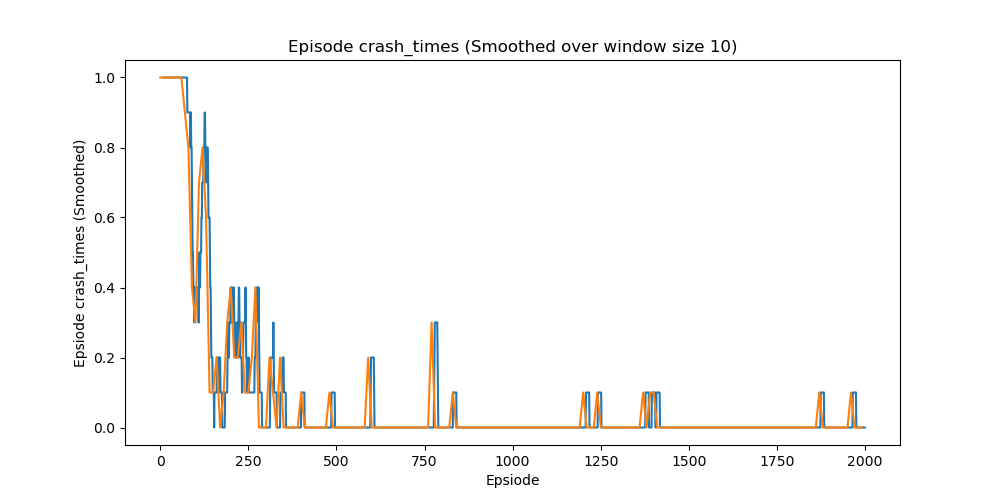 Episode crash_times (Smoothed over window size 10)
Epsiode crash_times (Smoothed)
1.0
0.8
0.6
0.4
0.2
0.0
0 250 500 750 1000 1250 1500 1750 2000
Epsiode